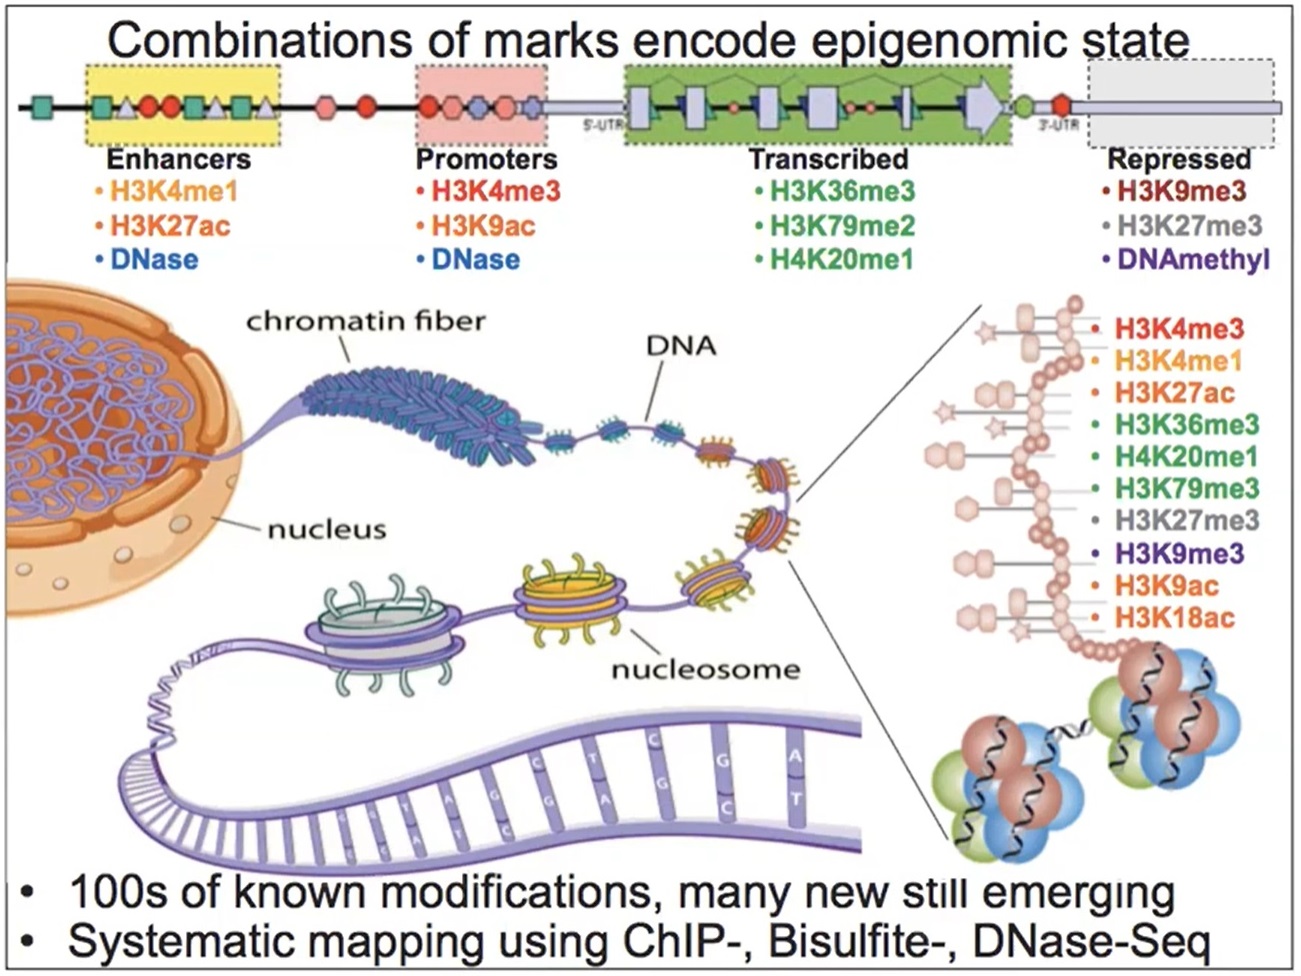 Combinations of marks encode epigenomic state
5'-UTR
3'-UTR
Enhancers
• H3K4me1
• H3K27ac
• DNase
Promoters
• H3K4me3
• H3K9ac
• DNase
Transcribed
• H3K36me3
• H3K79me2
• H4K20me1
Repressed
• H3K9me3
• H3K27me3
• DNAmethyl
chromatin fiber
DNA
nucleus
nucleosome
• H3K4me3
• H3K4me1
• H3K27ac
• H3K36me3
• H4K20me1
• H3K79me3
• H3K27me3
• H3K9me3
• H3K9ac
• H3K18ac
C T C G A
A G
G A G C T
T C
• 100s of known modifications, many new still emerging
• Systematic mapping using ChIP-, Bisulfite-, DNase-Seq